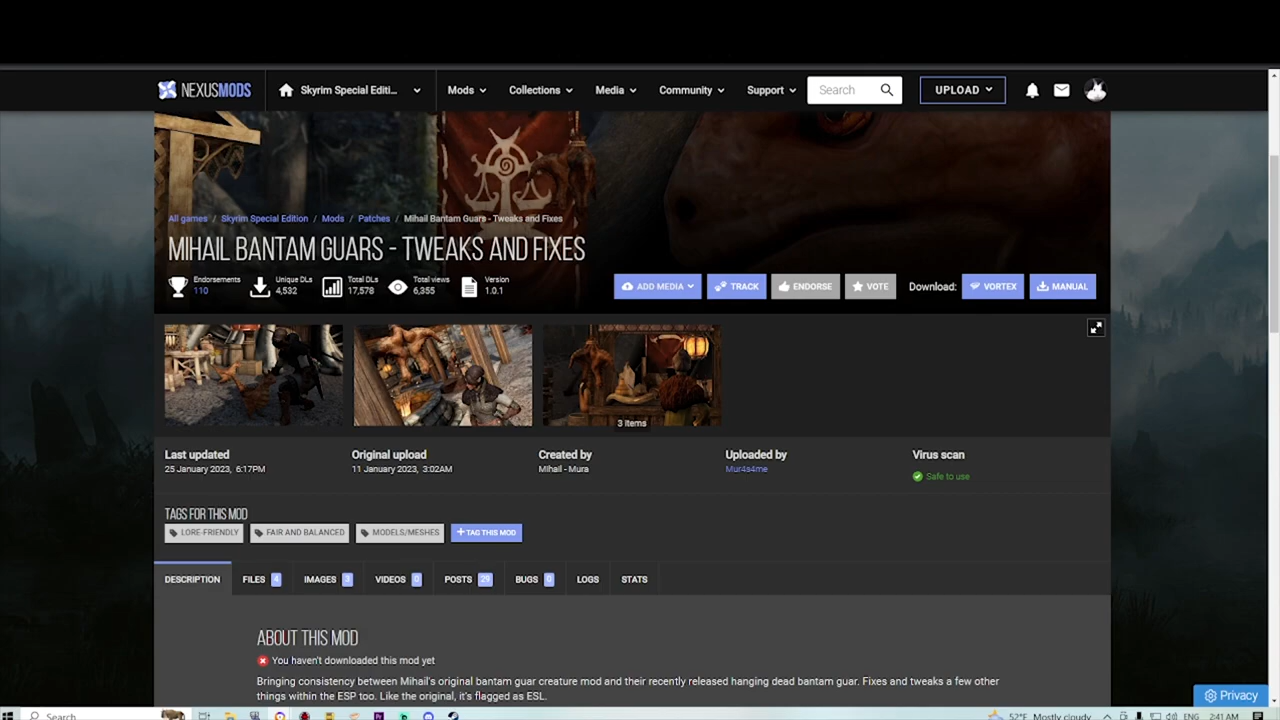 NEXUSMODS
Skyrim Special Editi...
Mods
Collections
Media
Community
Support
Search
UPLOAD
All games / Skyrim Special Edition / Mods / Patches / Mihail Bantam Guars - Tweaks and Fixes
MIHAIL BANTAM GUARS - TWEAKS AND FIXES
Endorsements
110
Unique DLs
4,532
Total DLs
17,578
Total views
6,355
Version
1.0.1
ADD MEDIA
TRACK
ENDORSE
VOTE
Download:
VORTEX
MANUAL
3 items
Last updated
25 January 2023, 6:17PM
Original upload
11 January 2023, 3:02AM
Created by
Mihail - Mura
Uploaded by
Mur4s4me
Virus scan
Safe to use
TAGS FOR THIS MOD
LORE-FRIENDLY
FAIR AND BALANCED
MODELS/MESHES
+ TAG THIS MOD
DESCRIPTION
FILES 4
IMAGES 3
VIDEOS 0
POSTS 29
BUGS 0
LOGS
STATS
ABOUT THIS MOD
You haven't downloaded this mod yet
Bringing consistency between Mihail's original bantam guar creature mod and their recently released hanging dead bantam guar. Fixes and tweaks a few other
things within the ESP too. Like the original, it's flagged as ESL.
Privacy
Search
52°F Mostly cloudy
ENG
2:41 AM